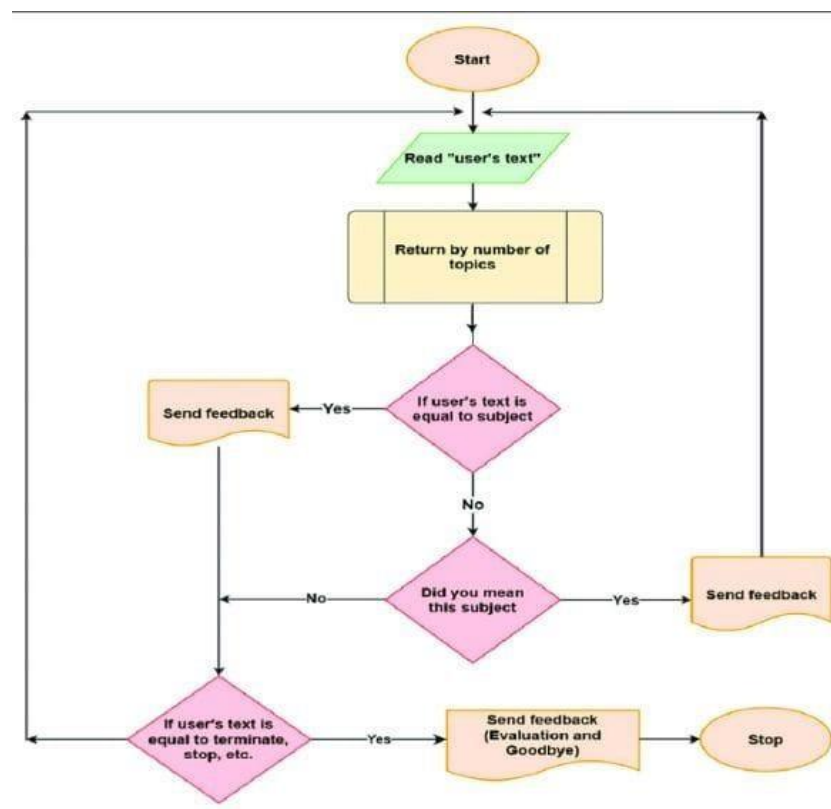 Start
Read "user's text"
Return by number of
topics
If user's text is
equal to subject
Yes
Send feedback
No
Did you mean
this subject
No
Yes
Send feedback
If user's text is
equal to terminate,
stop, etc.
Yes
Send feedback
(Evaluation and
Goodbye)
Stop